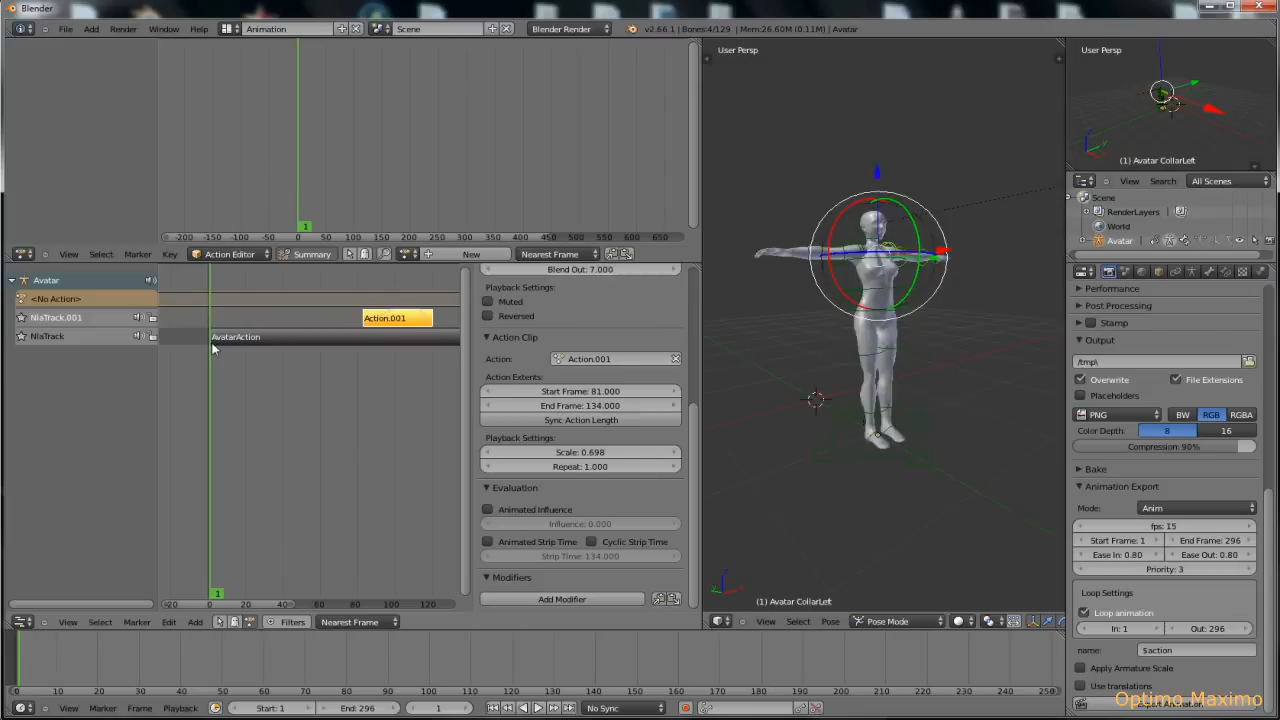 Blender
File Add Render Window Help Animation Scene Blender Render v2.66.1 | Bones:4/129 | Mem:26.60M (0.11M) | Avatar
User Persp
User Persp
(1) Avatar CollarLeft
View Search All Scenes
Scene
RenderLayers
World
Avatar
-200 -150 -100 -50 0 50 100 150 200 250 300 350 400 450 500 550 600 650
1
View Select Marker Key Action Editor Summary New Nearest Frame
Avatar
<No Action>
NlaTrack.001
Action.001
NlaTrack
AvatarAction
Blend Out: 7.000
Playback Settings:
Muted
Reversed
Action Clip
Action: Action.001
Action Extents:
Start Frame: 81.000
End Frame: 134.000
Sync Action Length
Playback Settings:
Scale: 0.698
Repeat: 1.000
Evaluation
Animated Influence
Influence: 0.000
Animated Strip Time Cyclic Strip Time
Strip Time: 134.000
Modifiers
Add Modifier
1
-20 0 20 40 60 80 100 120
View Select Marker Edit Add Filters Nearest Frame
(1) Avatar CollarLeft
View Select Pose Pose Mode
Performance
Post Processing
Stamp
Output
/tmp\
Overwrite File Extensions
Placeholders
PNG BW RGB RGBA
Color Depth: 8 16
Compression: 90%
Bake
Animation Export
Mode: Anim
fps: 15
Start Frame: 1 End Frame: 296
Ease In: 0.80 Ease Out: 0.80
Priority: 3
Loop Settings
Loop animation
In: 1 Out: 296
name: $action
Apply Armature Scale
Use translations
Export Animation
Optimo Maximo
0 10 20 30 40 50 60 70 80 90 100 110 120 130 140 150 160 170 180 190 200 210 220 230 240 250
View Marker Frame Playback Start: 1 End: 296 1 No Sync